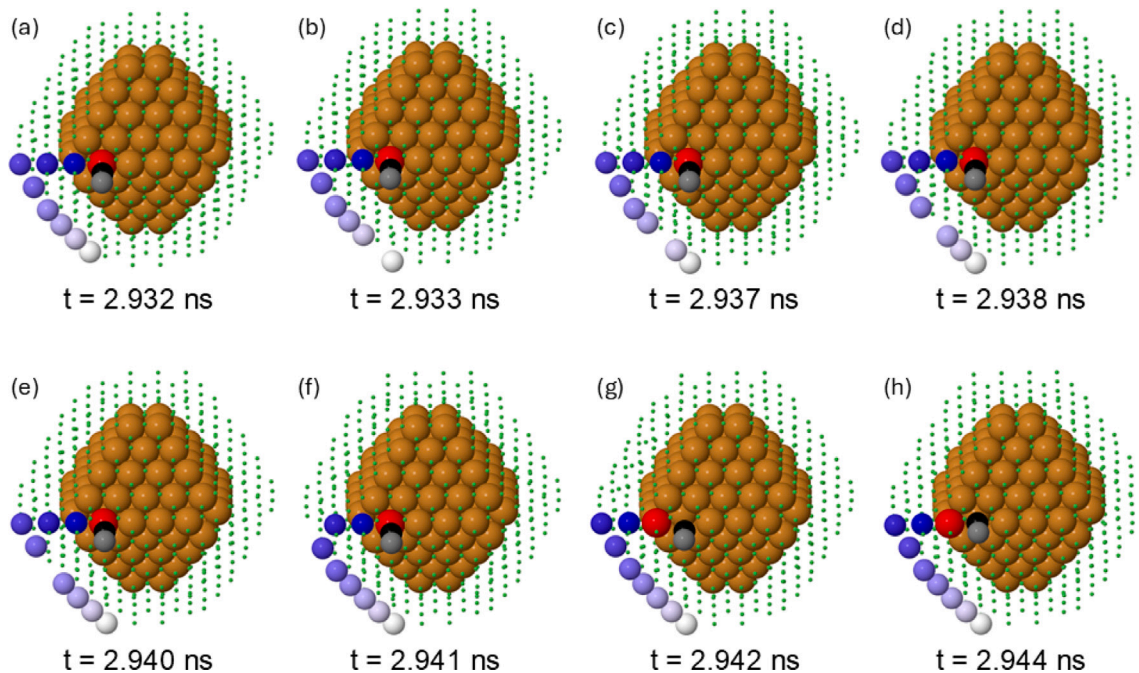 (a)
(b)
(c)
(d)
t = 2.932 ns
t = 2.933 ns
t = 2.937 ns
t = 2.938 ns
(e)
(f)
(g)
(h)
t = 2.940 ns
t = 2.941 ns
t = 2.942 ns
t = 2.944 ns